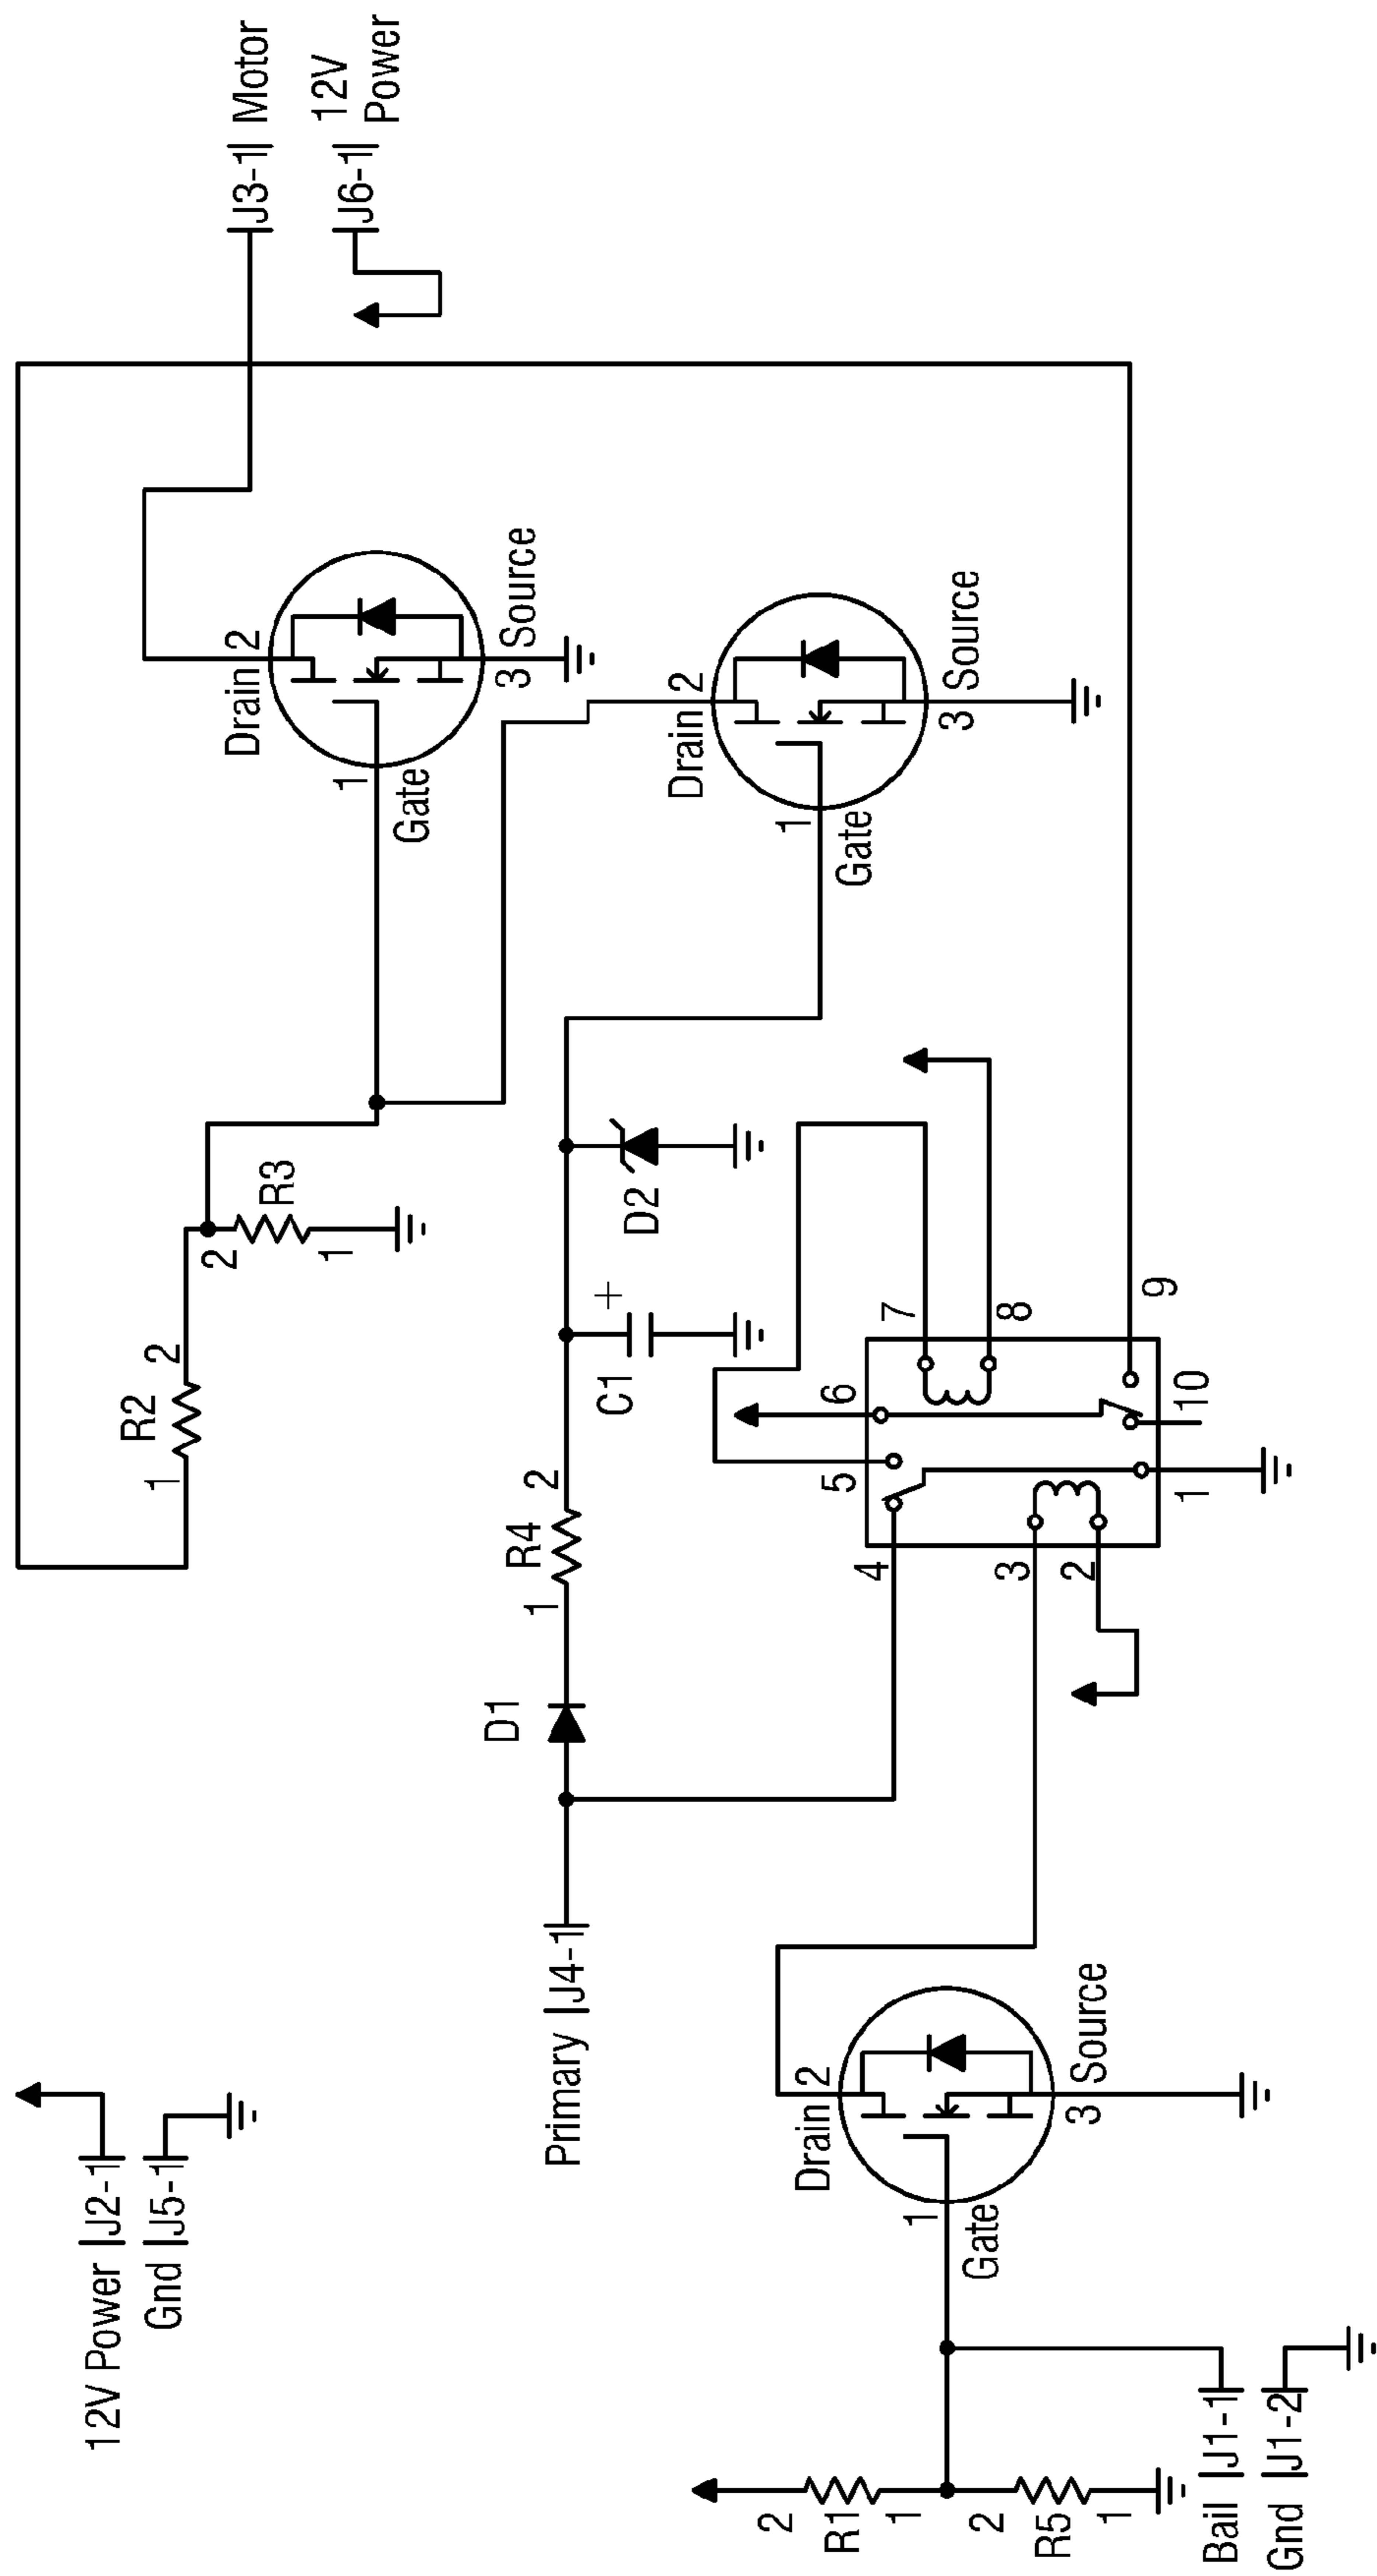 12V Power J2-1
Gnd J5-1
Primary J4-1
D1
1 R4 2
1 R2 2
2 R3
1
C1 +
D2
Drain 2
1
Gate
3 Source
J3-1 Motor
12V
J6-1 Power
Drain 2
1
Gate
3 Source
4
3
2
5
6
7
8
1
10
9
Drain 2
1
Gate
3 Source
2
R1
1
2
R5
1
Bail J1-1
Gnd J1-2